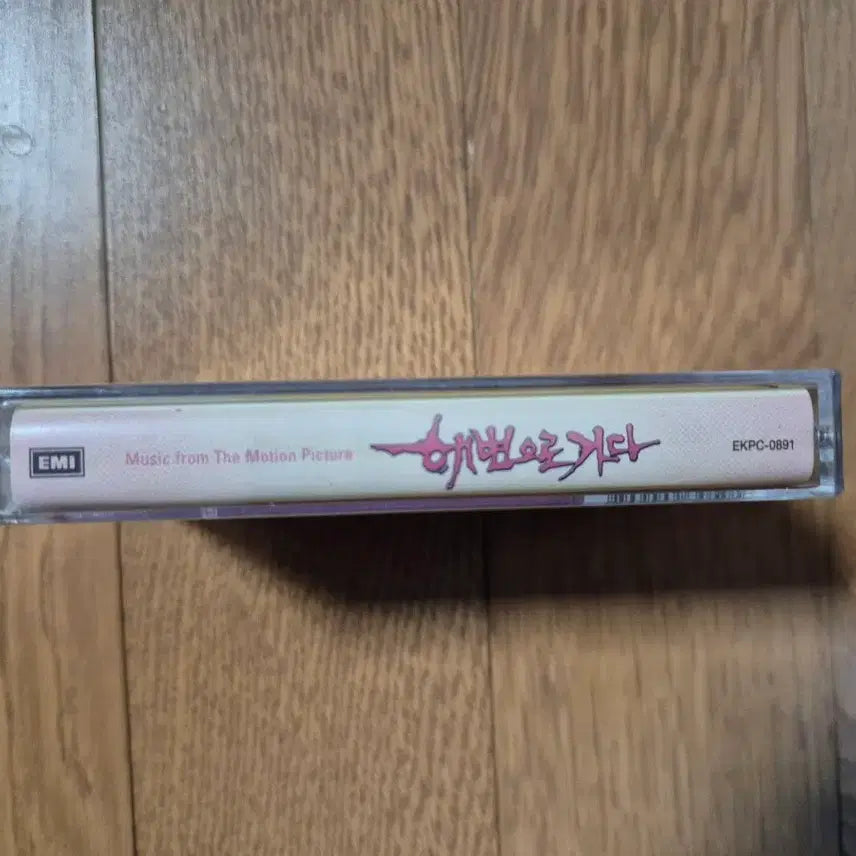 EMI
Music from The Motion Picture
해변으로 가다
EKPC-0891